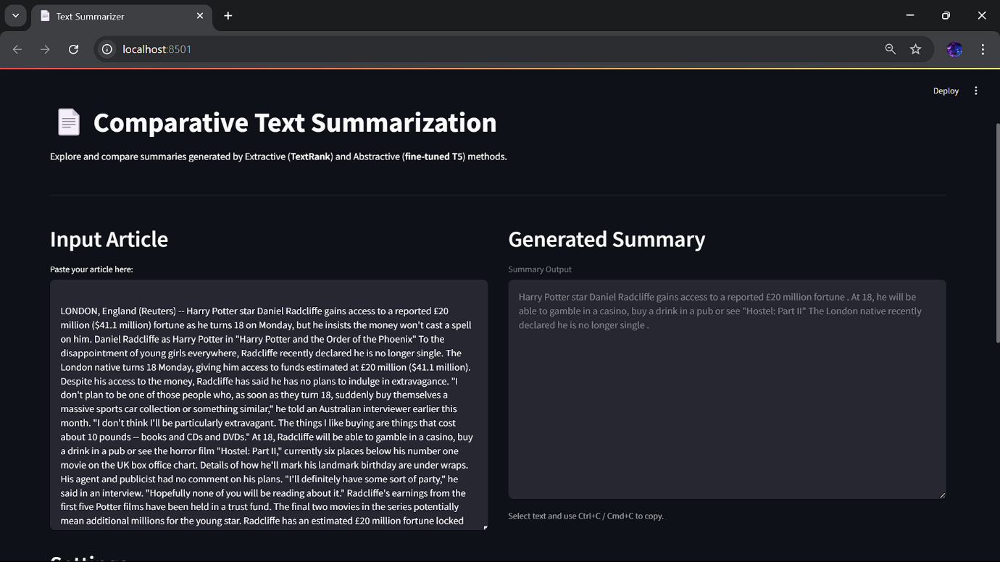 Text Summarizer
localhost:8501
Deploy
Comparative Text Summarization
Explore and compare summaries generated by Extractive (TextRank) and Abstractive (fine-tuned T5) methods.
Input Article
Paste your article here:
LONDON, England (Reuters) -- Harry Potter star Daniel Radcliffe gains access to a reported £20
million ($41.1 million) fortune as he turns 18 on Monday, but he insists the money won't cast a spell
on him. Daniel Radcliffe as Harry Potter in "Harry Potter and the Order of the Phoenix" To the
disappointment of young girls everywhere, Radcliffe recently declared he is no longer single. The
London native turns 18 Monday, giving him access to funds estimated at £20 million ($41.1 million).
Despite his access to the money, Radcliffe has said he has no plans to indulge in extravagance. "I
don't plan to be one of those people who, as soon as they turn 18, suddenly buy themselves a
massive sports car collection or something similar," he told an Australian interviewer earlier this
month. "I don't think I'll be particularly extravagant. The things I like buying are things that cost
about 10 pounds -- books and CDs and DVDs." At 18, Radcliffe will be able to gamble in a casino, buy
a drink in a pub or see the horror film "Hostel: Part II," currently six places below his number one
movie on the UK box office chart. Details of how he'll mark his landmark birthday are under wraps.
His agent and publicist had no comment on his plans. "I'll definitely have some sort of party," he
said in an interview. "Hopefully none of you will be reading about it." Radcliffe's earnings from the
first five Potter films have been held in a trust fund. The final two movies in the series potentially
mean additional millions for the young star. Radcliffe has an estimated £20 million fortune locked
Generated Summary
Summary Output
Harry Potter star Daniel Radcliffe gains access to a reported £20 million fortune . At 18, he will be
able to gamble in a casino, buy a drink in a pub or see "Hostel: Part II" The London native recently
declared he is no longer single .
Select text and use Ctrl+C / Cmd+C to copy.
Settings